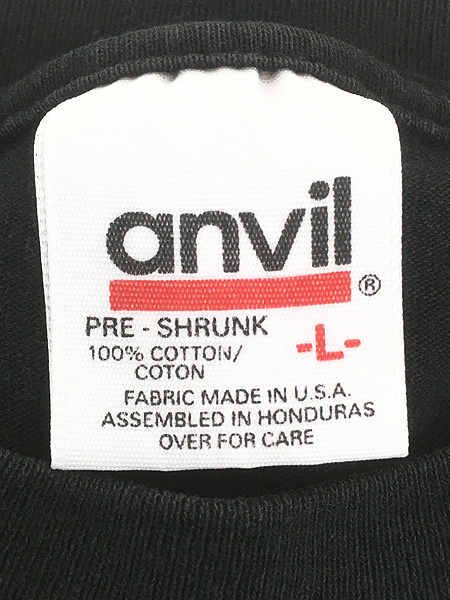 anvil®
PRE - SHRUNK
100% COTTON/
COTON
-L-
FABRIC MADE IN U.S.A.
ASSEMBLED IN HONDURAS
OVER FOR CARE